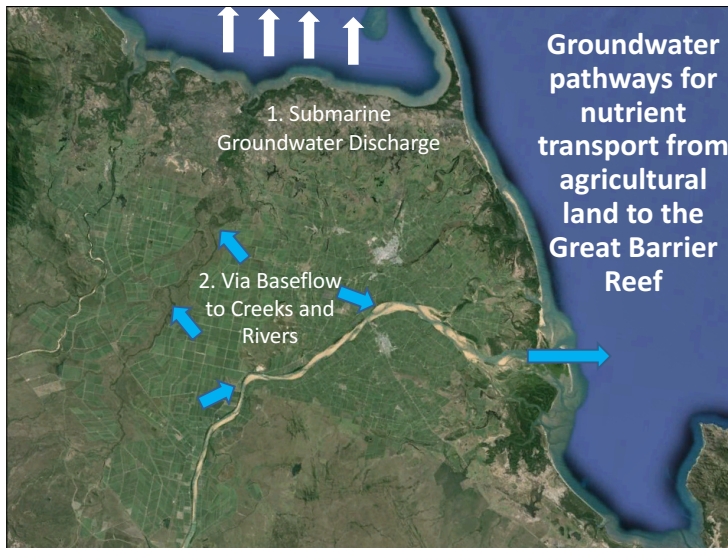 Groundwater
pathways for
nutrient
transport from
agricultural
land to the
Great Barrier
Reef
1. Submarine
Groundwater Discharge
2. Via Baseflow
to Creeks and
Rivers